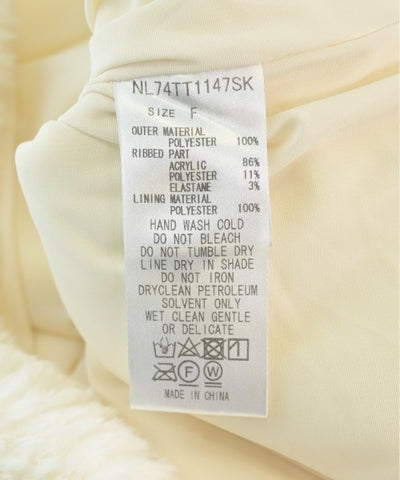 NL74TT1147SK
SIZE F
OUTER MATERIAL
POLYESTER 100%
RIBBED PART
ACRYLIC 86%
POLYESTER 11%
ELASTANE 3%
LINING MATERIAL
POLYESTER 100%
HAND WASH COLD
DO NOT BLEACH
DO NOT TUMBLE DRY
LINE DRY IN SHADE
DO NOT IRON
DRYCLEAN PETROLEUM
SOLVENT ONLY
WET CLEAN GENTLE
OR DELICATE
F W
MADE IN CHINA